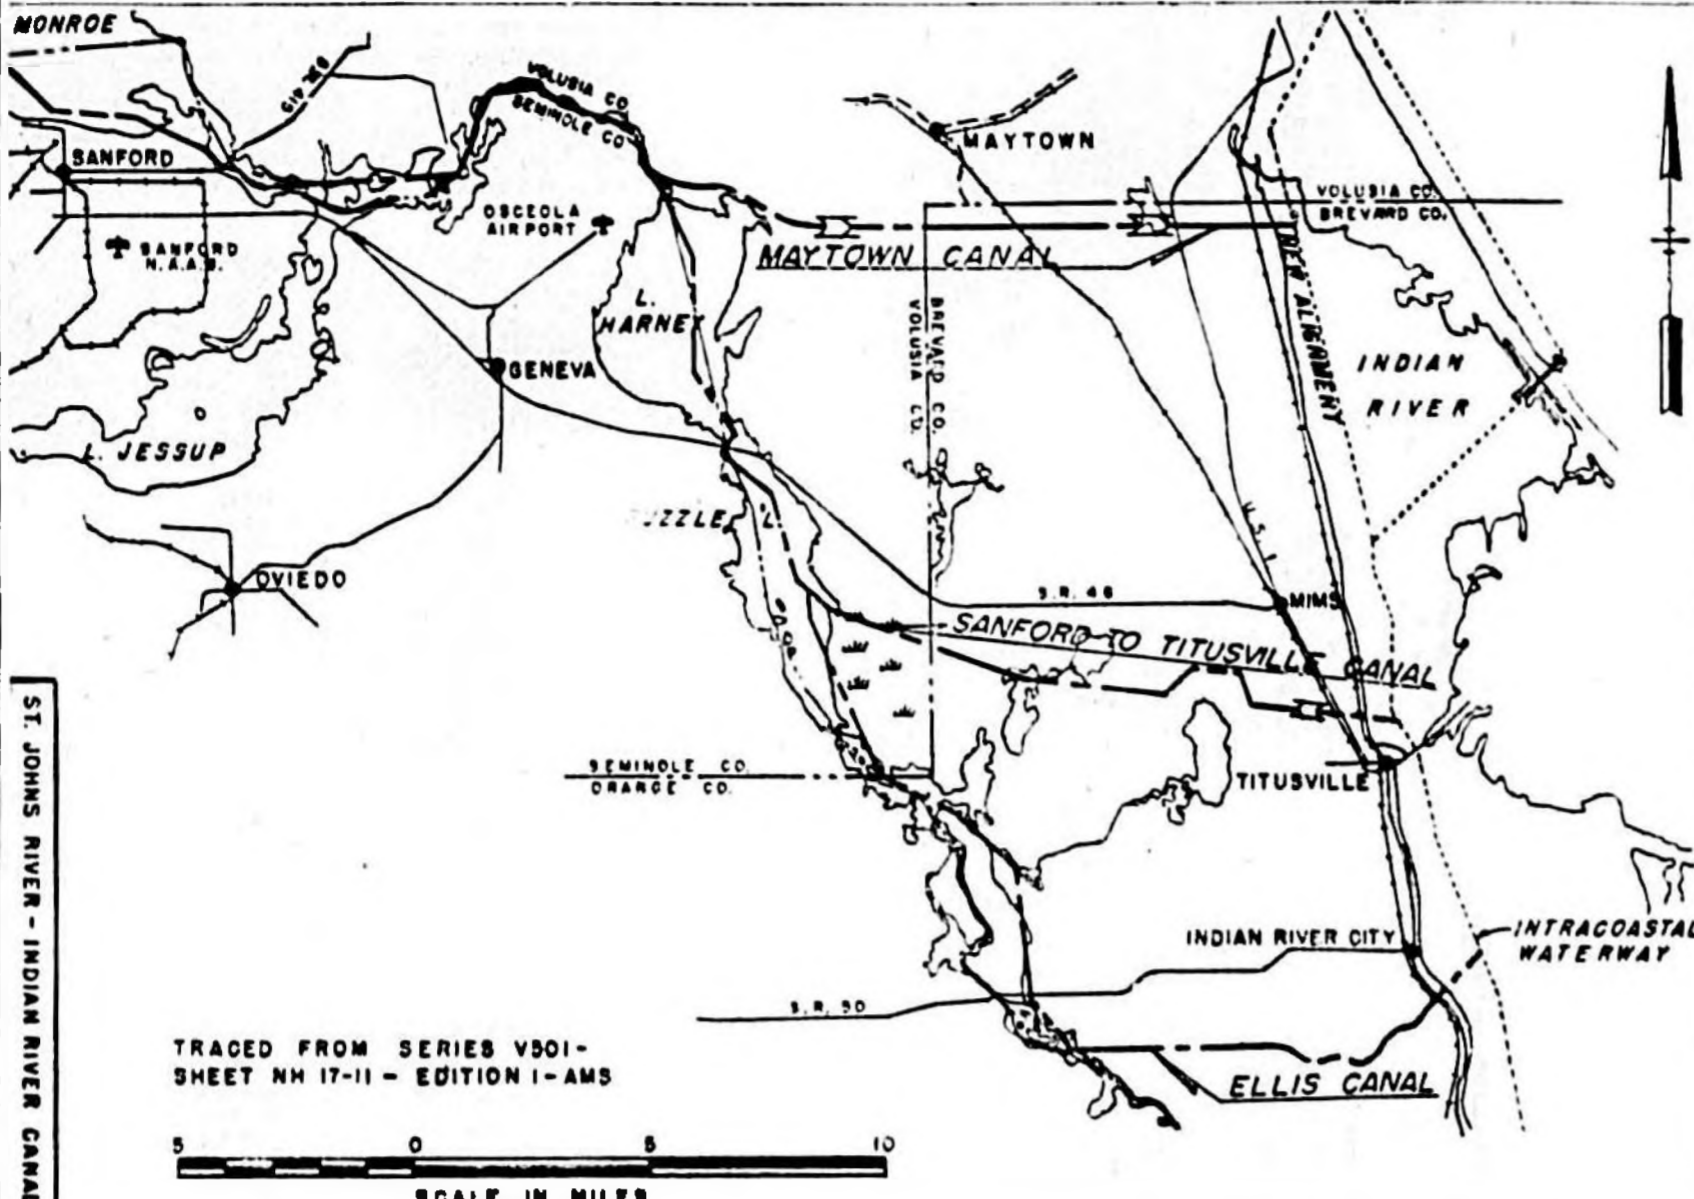 MONROE
OLD 415
VOLUSIA CO.
SEMINOLE CO
SANFORD
MAYTOWN
VOLUSIA CO.
BREVARD CO.
OSCEOLA
AIRPORT
SANFORD
N.A.A.S.
MAYTOWN CANAL
NEW ALIGNMENT
L.
HARNEY
BREVARD CO.
VOLUSIA CO.
INDIAN
RIVER
GENEVA
L. JESSUP
U.S. 1
L.
OVIEDO
S.R. 46
MIMS
SANFORD TO TITUSVILLE CANAL
SEMINOLE CO.
ORANGE CO.
TITUSVILLE
ST. JOHNS RIVER - INDIAN RIVER CANAL
INDIAN RIVER CITY
INTRACOASTAL
WATERWAY
S.R. 50
TRACED FROM SERIES V501-
SHEET NH 17-11 - EDITION 1-AMS
ELLIS CANAL
5 0 5 10
SCALE IN MILES